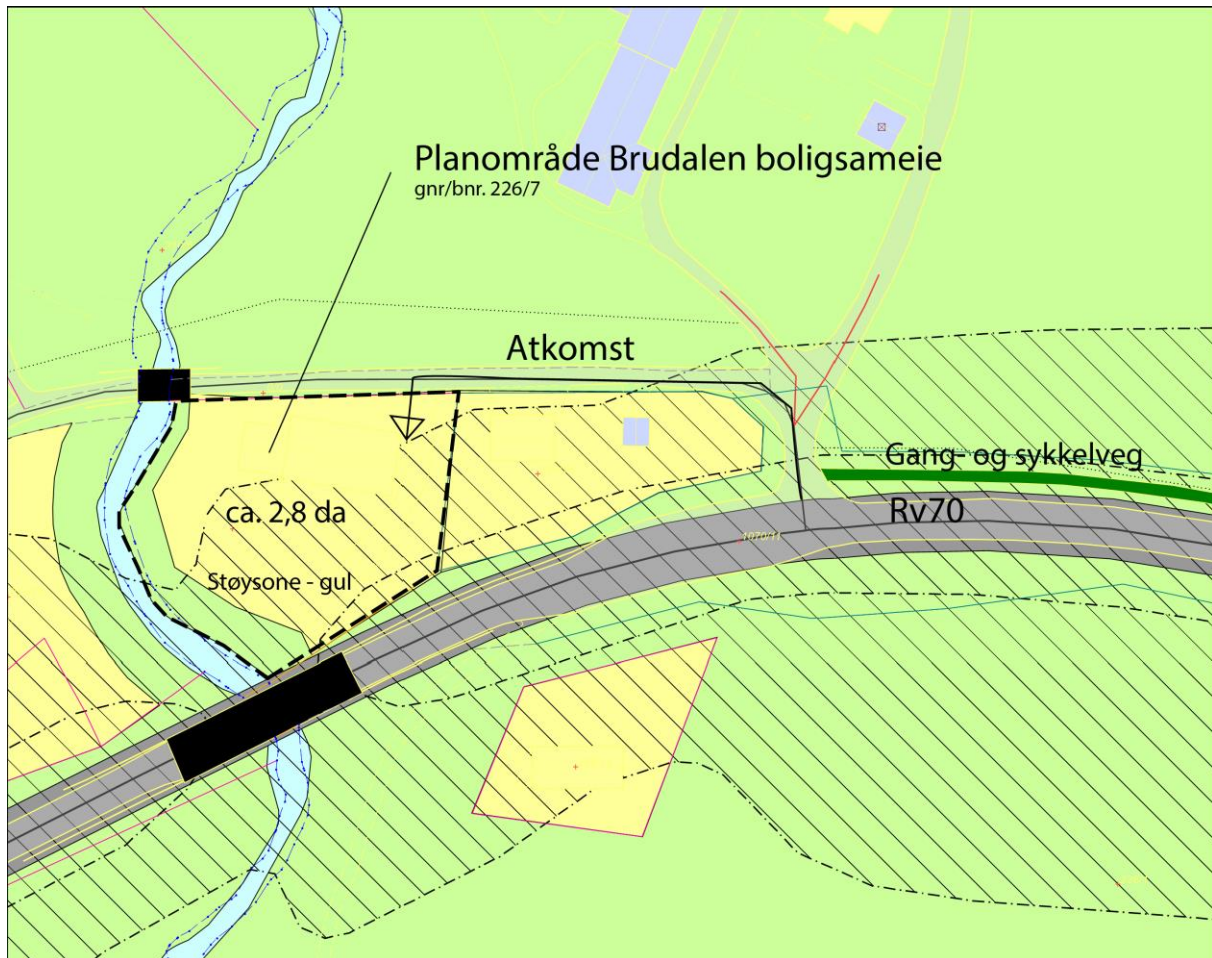 Planområde Brudalen boligsameie
gnr/bnr. 226/7
Atkomst
Gang- og sykkelveg
ca. 2,8 da
Rv70
Støysone - gul